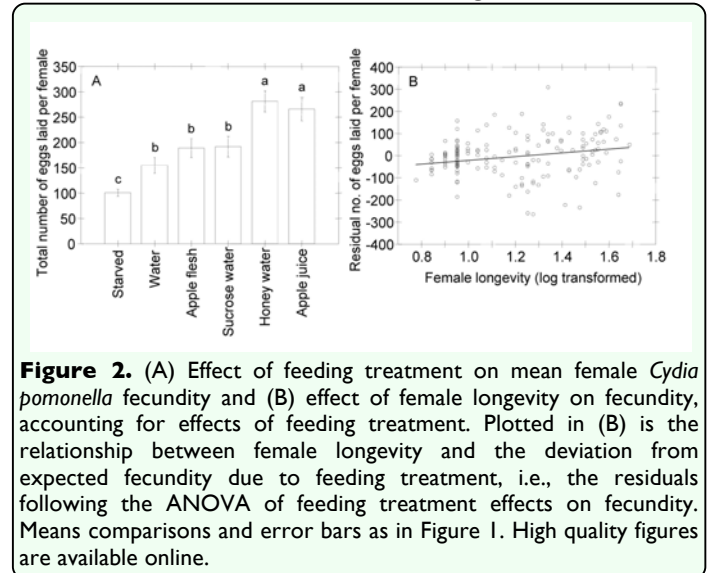 350
300
250
200
150
100
50
0
Total number of eggs laid per female
A
c
b
b
b
a
a
Starved
Water
Apple flesh
Sucrose water
Honey water
Apple juice
400
300
200
100
0
-100
-200
-300
-400
Residual no. of eggs laid per female
B
0.8 1.0 1.2 1.4 1.6 1.8
Female longevity (log transformed)
Figure 2. (A) Effect of feeding treatment on mean female Cydia
pomonella fecundity and (B) effect of female longevity on fecundity,
accounting for effects of feeding treatment. Plotted in (B) is the
relationship between female longevity and the deviation from
expected fecundity due to feeding treatment, i.e., the residuals
following the ANOVA of feeding treatment effects on fecundity.
Means comparisons and error bars as in Figure 1. High quality figures
are available online.